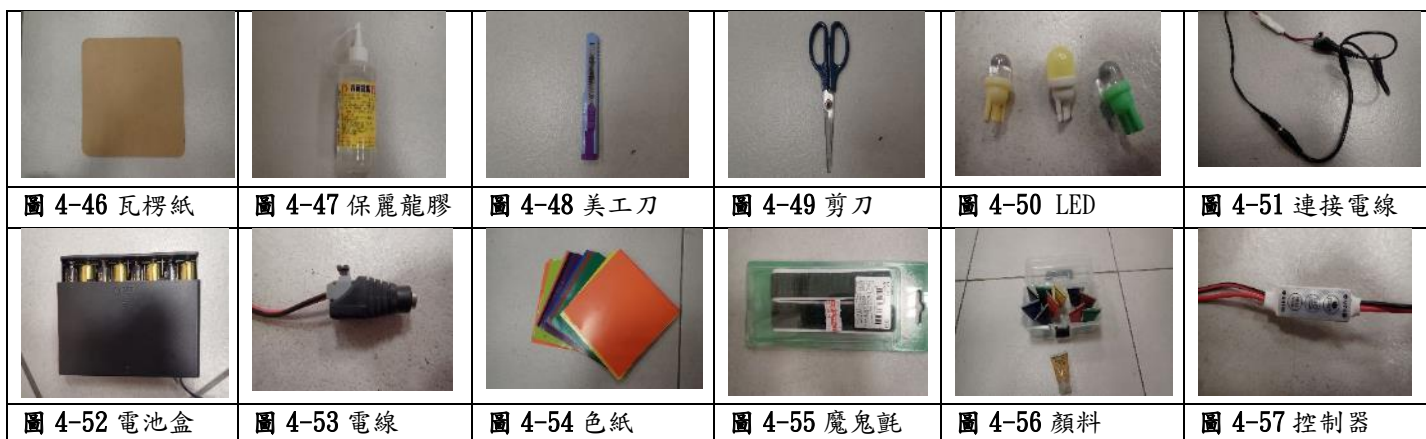 圖 4-46 瓦楞紙
圖 4-47 保麗龍膠
圖 4-48 美工刀
圖 4-49 剪刀
圖 4-50 LED
圖 4-51 連接電線
圖 4-52 電池盒
圖 4-53 電線
圖 4-54 色紙
圖 4-55 魔鬼氈
圖 4-56 顏料
圖 4-57 控制器